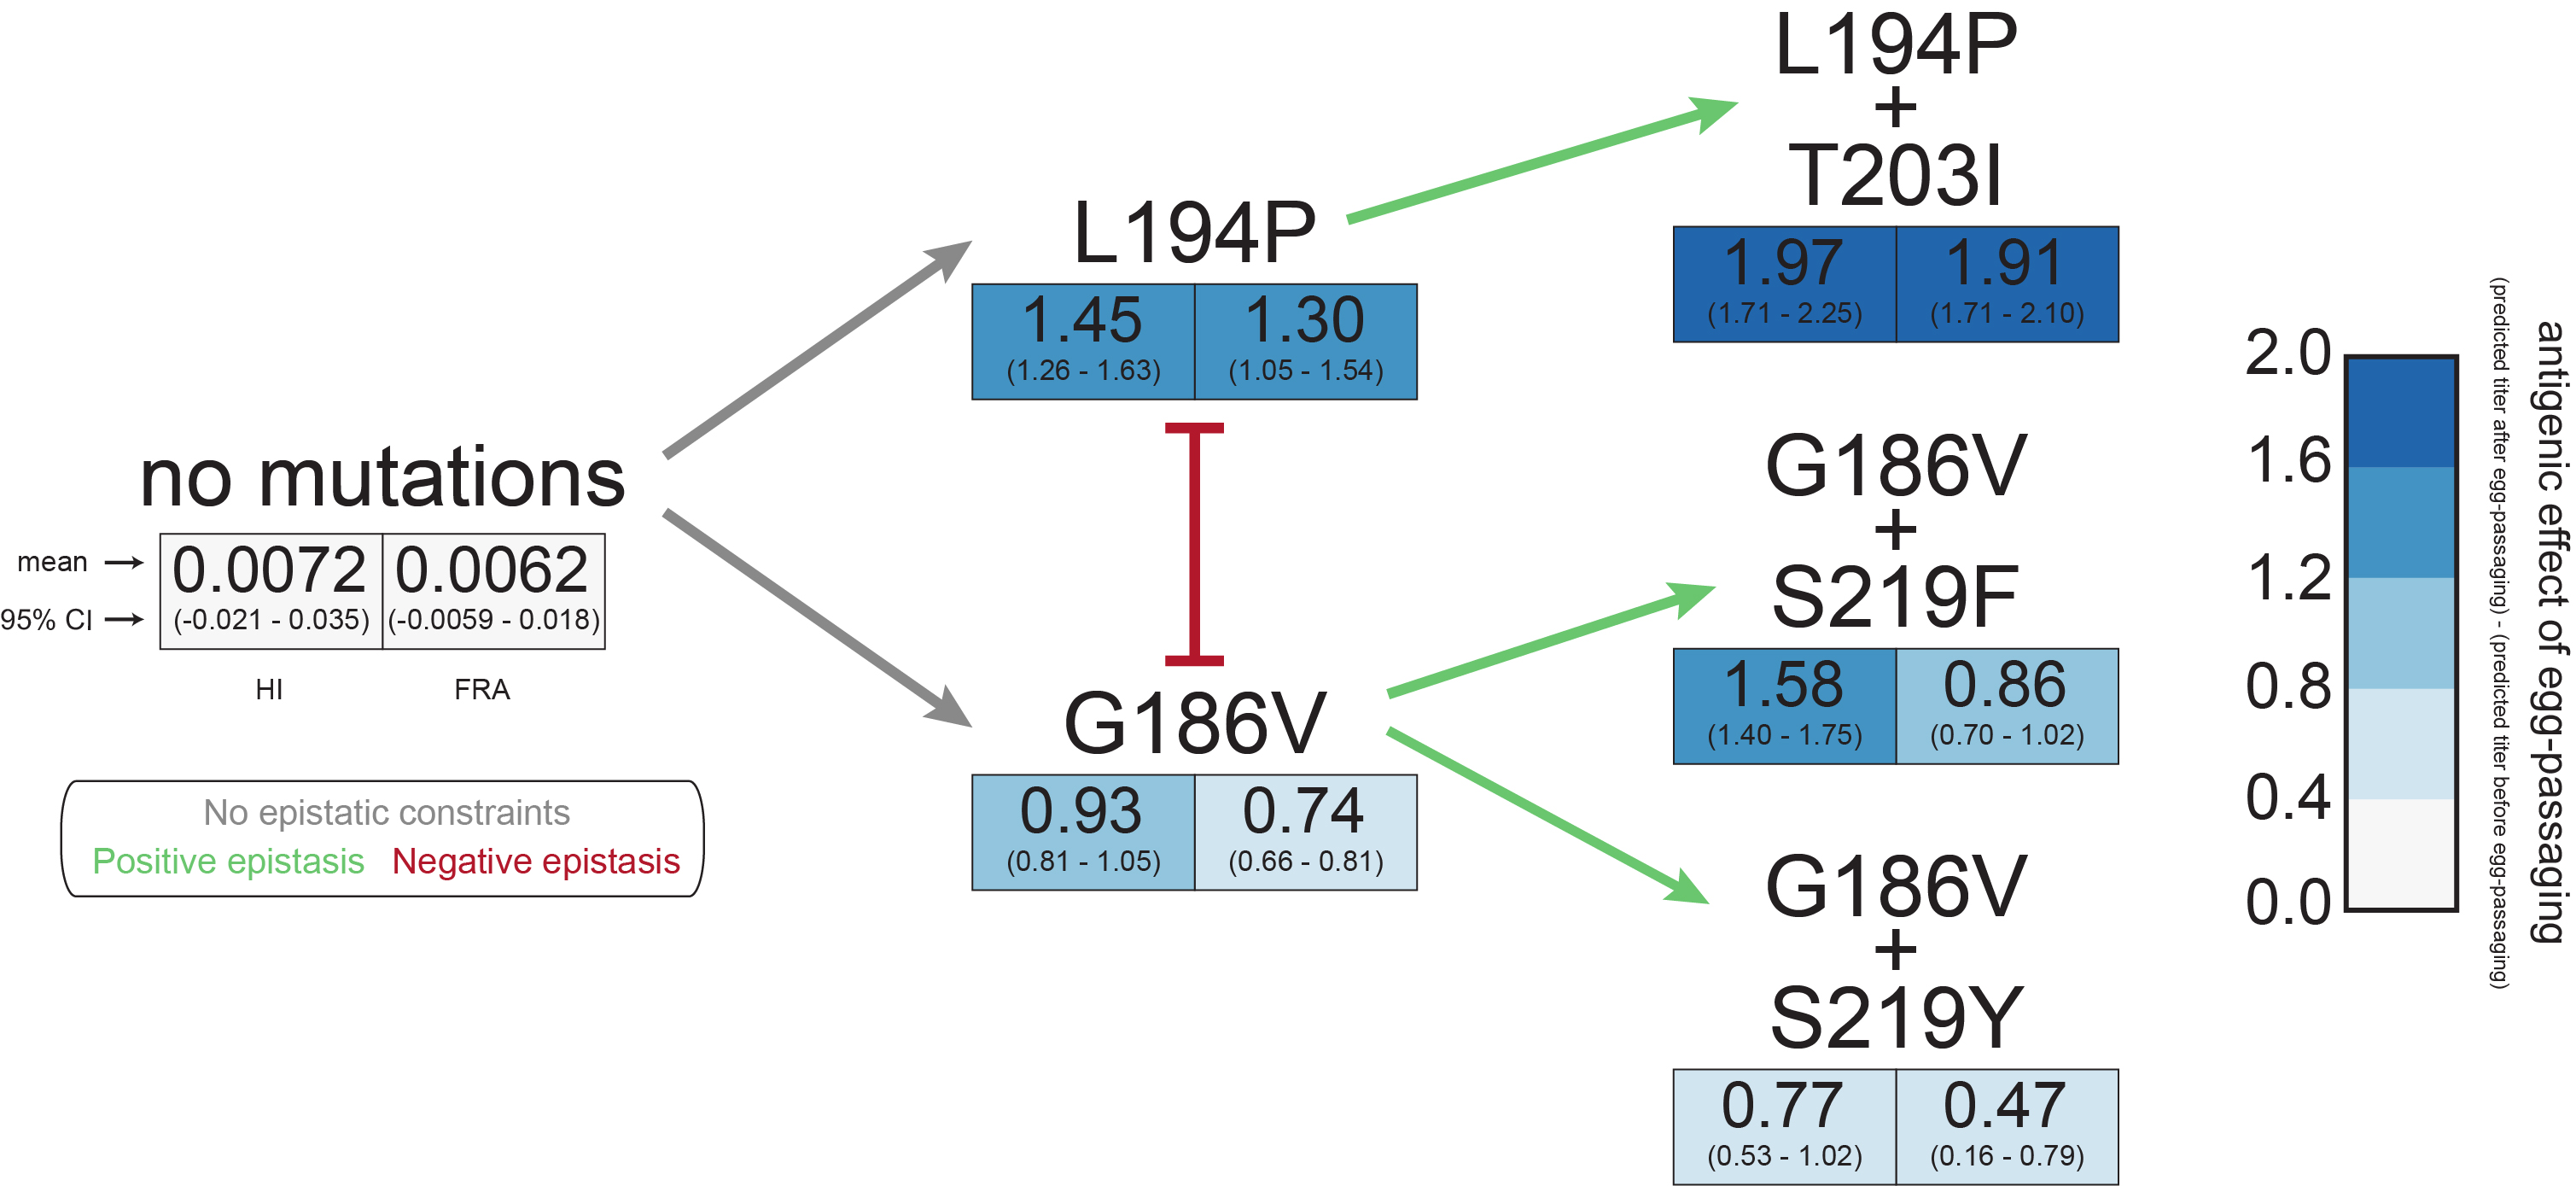 L194P
+
T203I
1.97 1.91
(1.71 - 2.25) (1.71 - 2.10)
L194P
1.45 1.30
(1.26 - 1.63) (1.05 - 1.54)
no mutations
mean 0.0072 0.0062
95% CI (-0.021 - 0.035) (-0.0059 - 0.018)
HI FRA
G186V
+
S219F
1.58 0.86
(1.40 - 1.75) (0.70 - 1.02)
G186V
0.93 0.74
(0.81 - 1.05) (0.66 - 0.81)
G186V
+
S219Y
0.77 0.47
(0.53 - 1.02) (0.16 - 0.79)
No epistatic constraints
Positive epistasis Negative epistasis
2.0
1.6
1.2
0.8
0.4
0.0
antigenic effect of egg-passaging
(predicted titer after egg-passaging) - (predicted titer before egg-passaging)